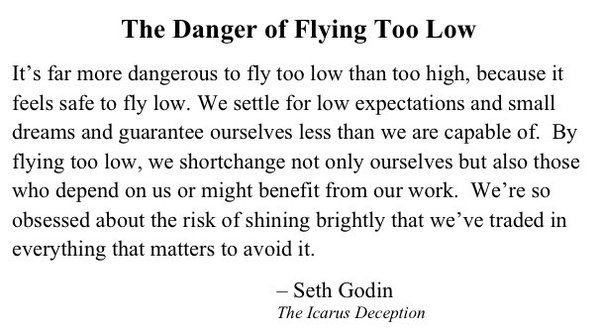 The Danger of Flying Too Low
It's far more dangerous to fly too low than too high, because it
feels safe to fly low. We settle for low expectations and small
dreams and guarantee ourselves less than we are capable of.  By
flying too low, we shortchange not only ourselves but also those
who depend on us or might benefit from our work.  We're so
obsessed about the risk of shining brightly that we've traded in
everything that matters to avoid it.
– Seth Godin
The Icarus Deception